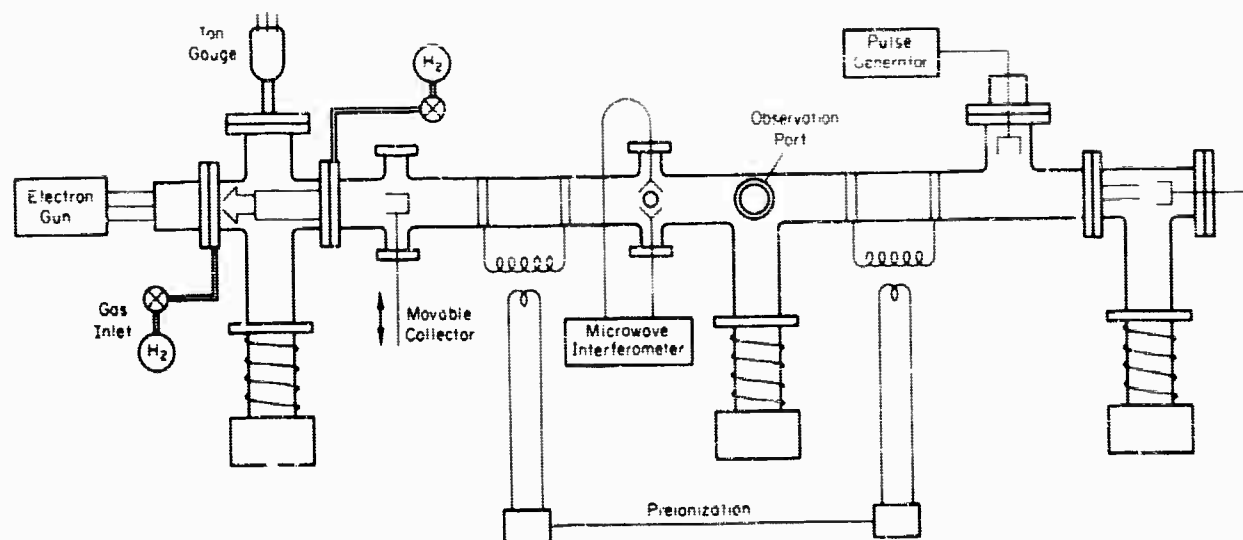 Ion
Gauge
H2
Pulse
Generator
Observation
Port
Electron
Gun
Gas
Inlet
H2
Movable
Collector
Microwave
Interferometer
Preionization